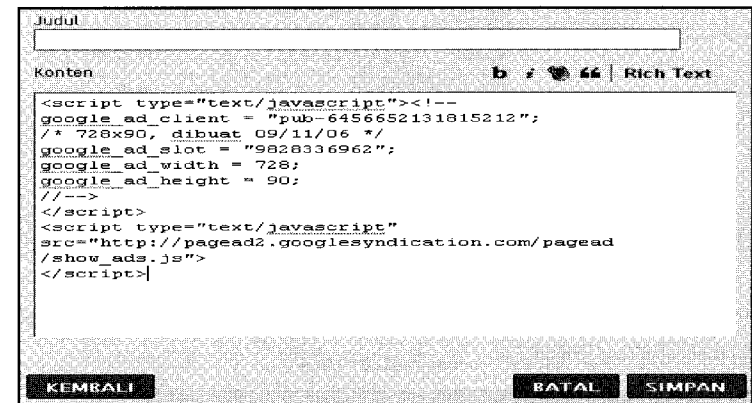 Judul
Konten b i | Rich Text
<script type="text/javascript"><!--
google_ad_client = "pub-6456652131815212";
/* 728x90, dibuat 09/11/06 */
google_ad_slot = "9828336962";
google_ad_width = 728;
google_ad_height = 90;
//-->
</script>
<script type="text/javascript"
src="http://pagead2.googlesyndication.com/pagead
/show_ads.js">
</script>
KEMBALI BATAL SIMPAN